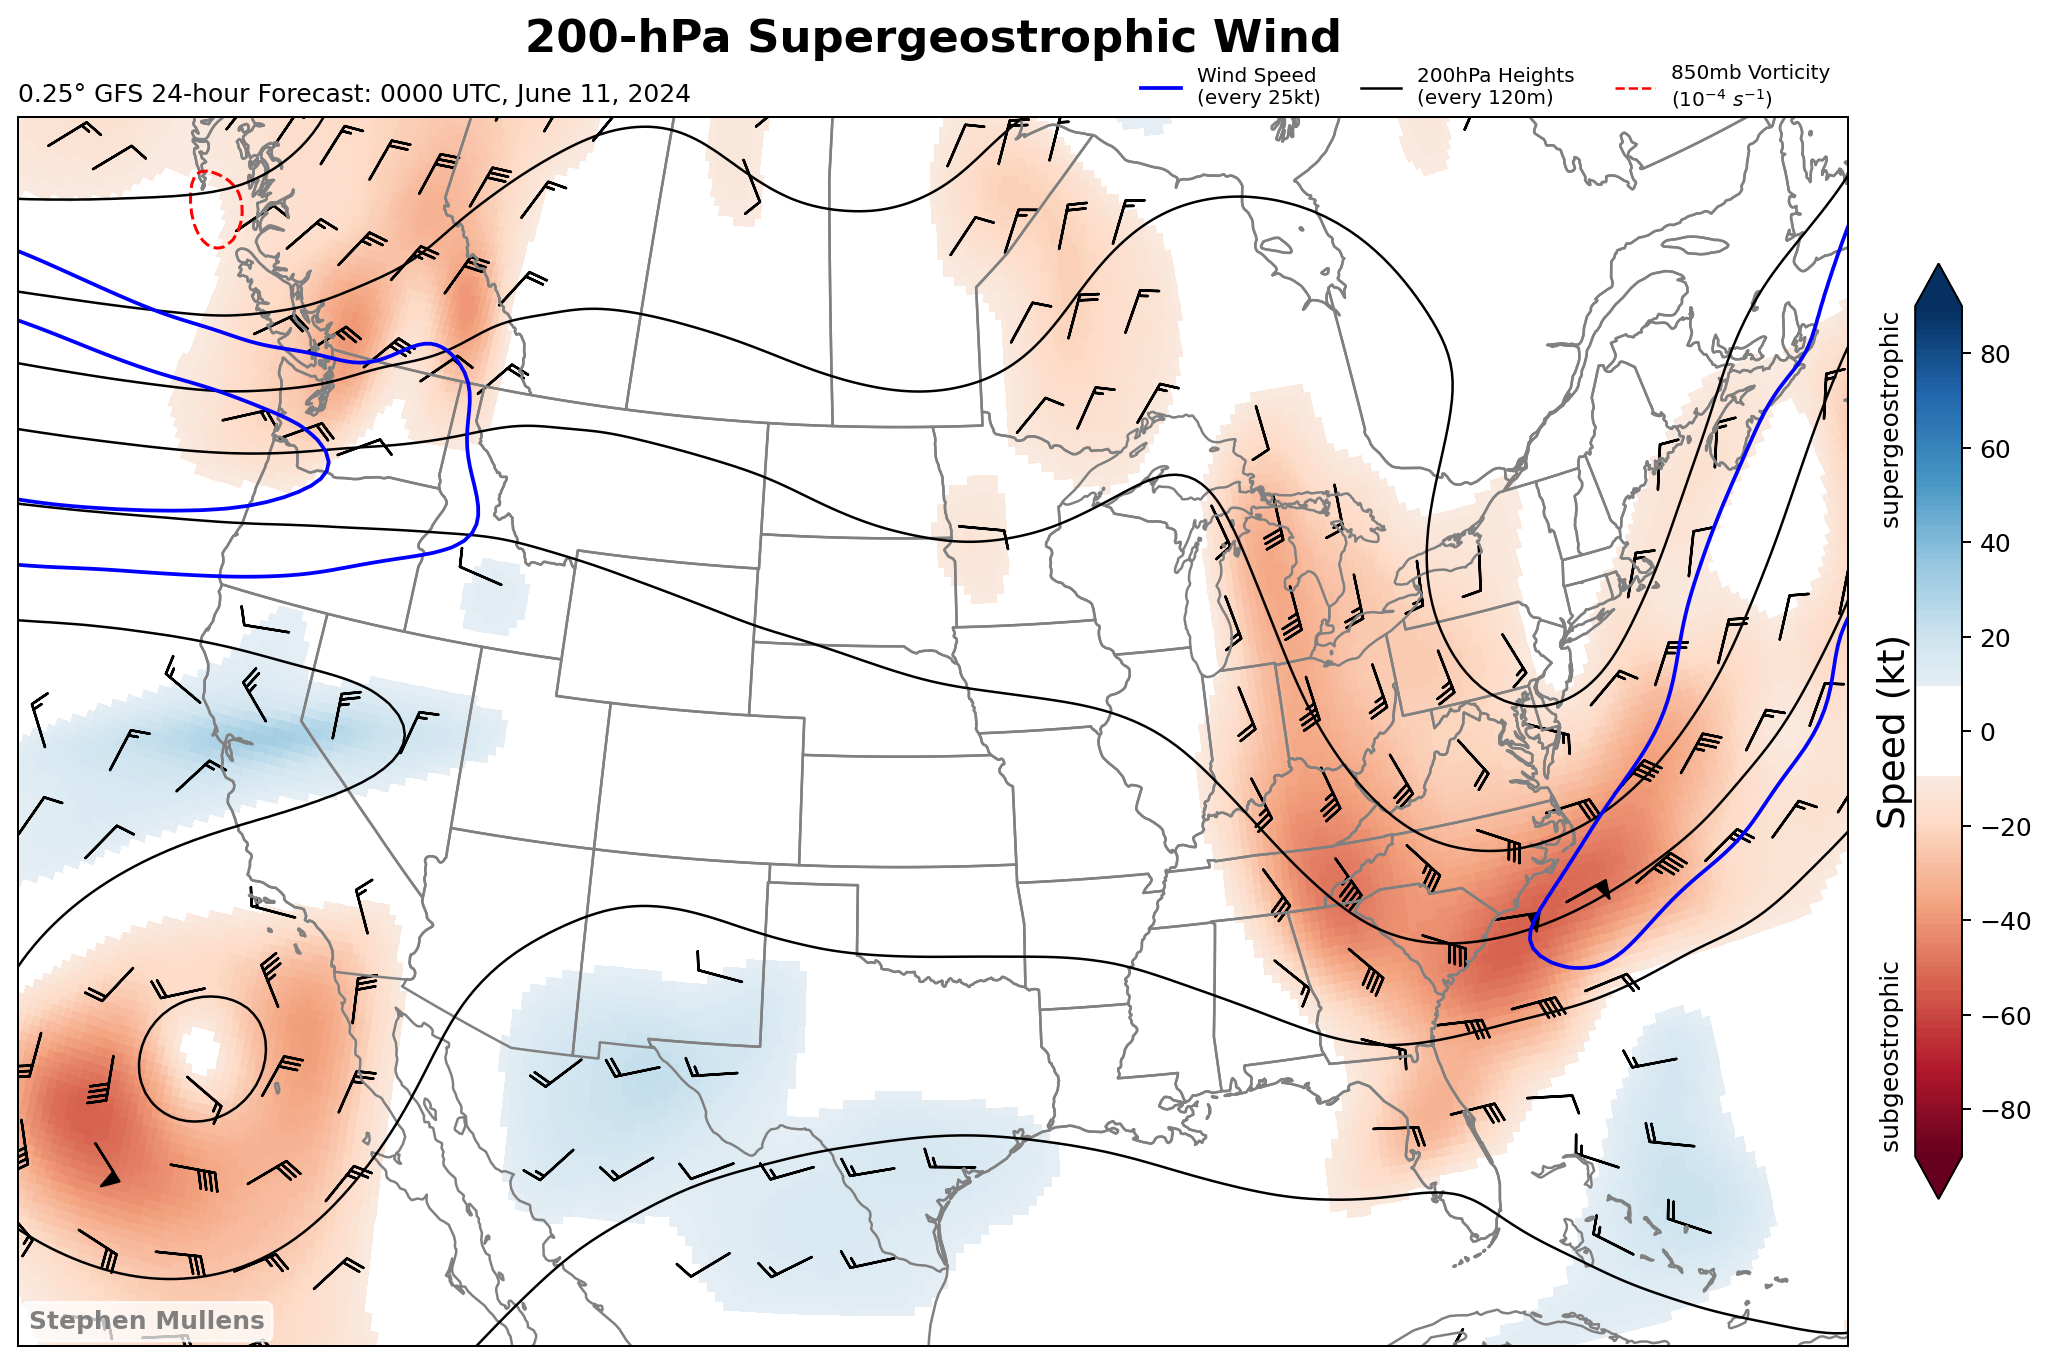 200-hPa Supergeostrophic Wind
0.25° GFS 24-hour Forecast: 0000 UTC, June 11, 2024
Wind Speed
(every 25kt)
200hPa Heights
(every 120m)
850mb Vorticity
(10⁻⁴ s⁻¹)
supergeostrophic
Speed (kt)
subgeostrophic
80
60
40
20
0
−20
−40
−60
−80
Stephen Mullens